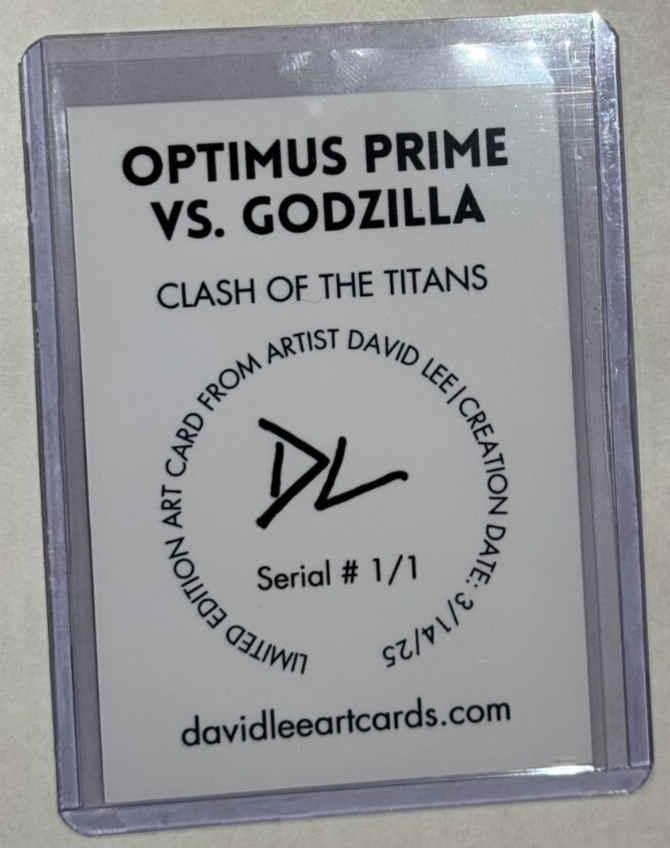 OPTIMUS PRIME
VS. GODZILLA
CLASH OF THE TITANS
LIMITED EDITION ART CARD FROM ARTIST DAVID LEE|CREATION DATE: 3/14/25
DL
Serial # 1/1
davidleeartcards.com